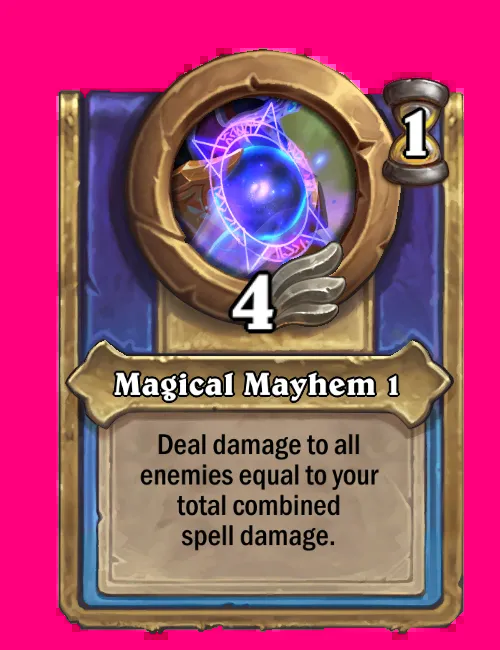 1
4
Magical Mayhem 1
Deal damage to all
enemies equal to your
total combined
spell damage.